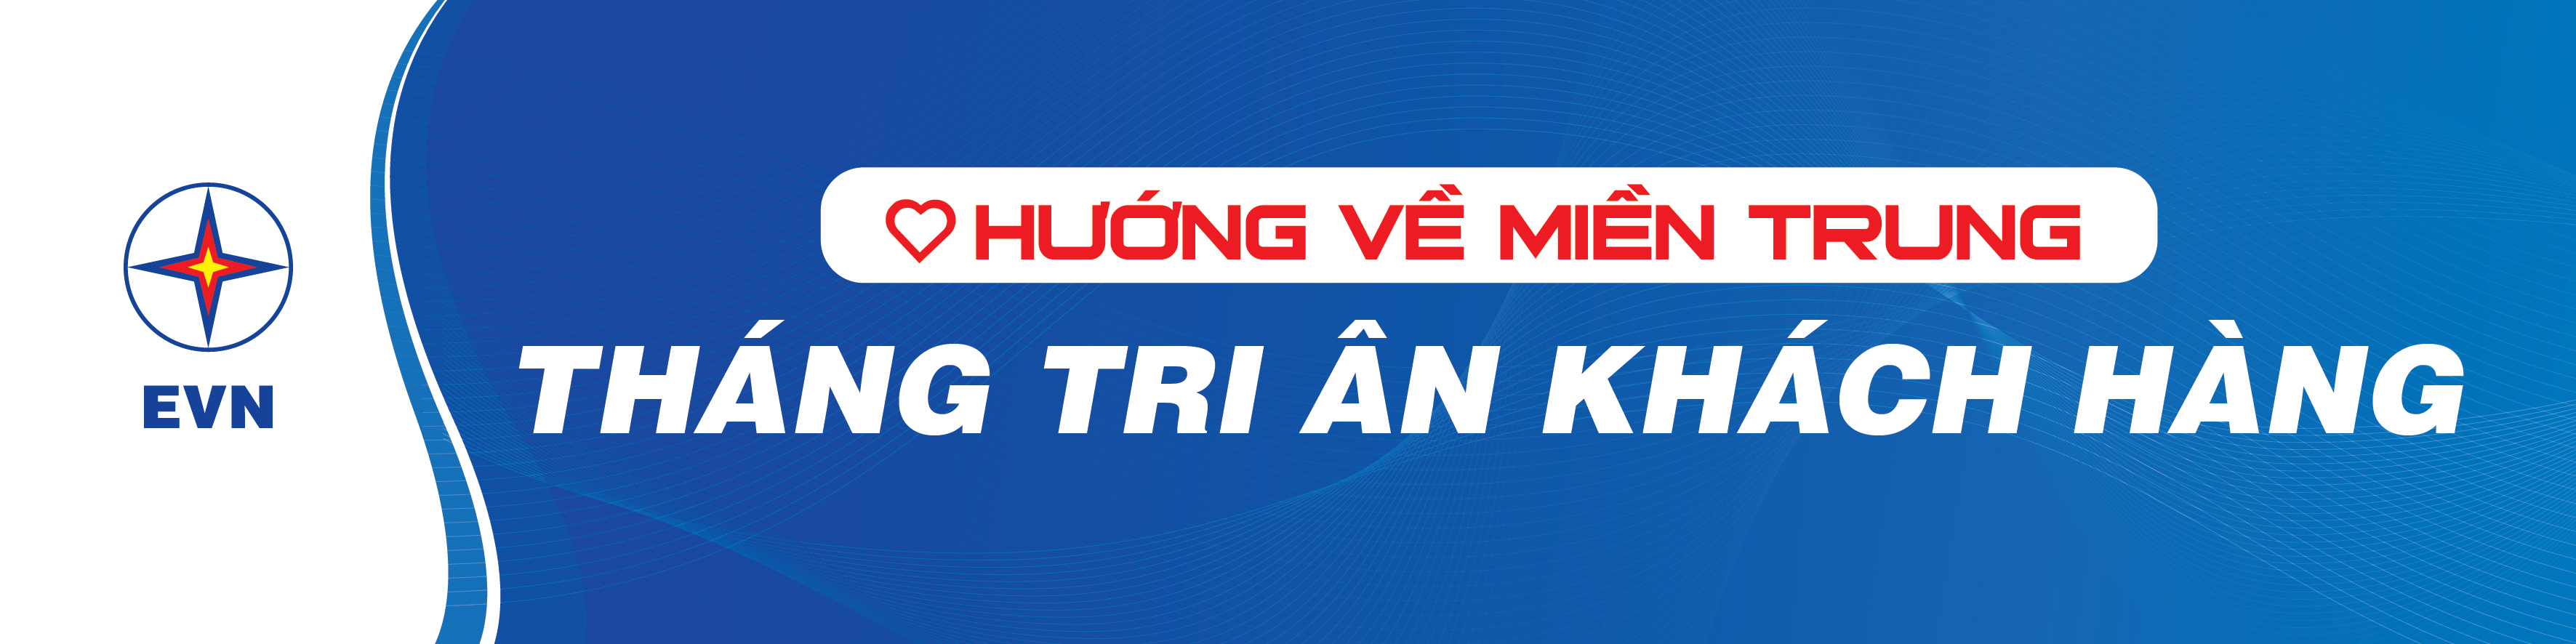 EVN
HƯỚNG VỀ MIỀN TRUNG
THÁNG TRI ÂN KHÁCH HÀNG